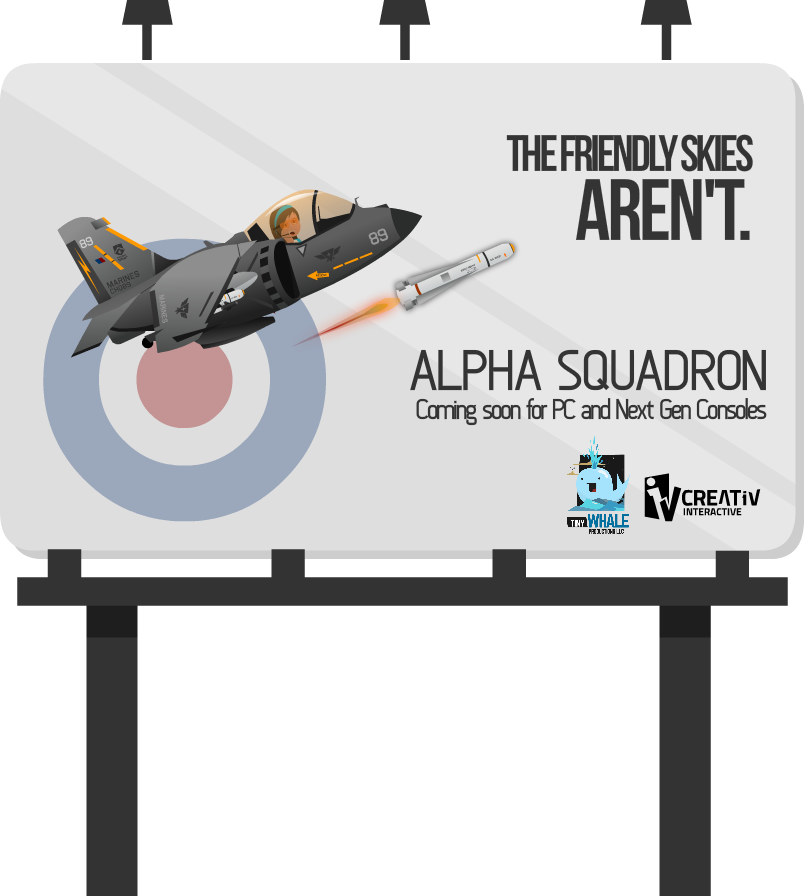 THE FRIENDLY SKIES
AREN'T.
89
89
MARINES
MARINES
ALPHA SQUADRON
Coming soon for PC and Next Gen Consoles
TINY WHALE
PRODUCTIONS LLC
CREATiV
INTERACTIVE